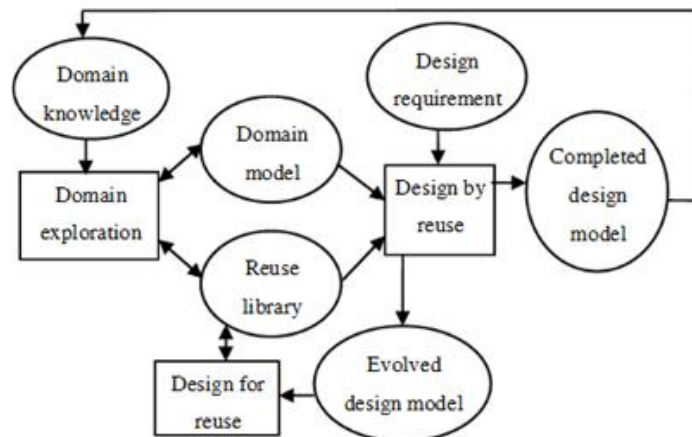 Domain
knowledge
Design
requirement
Domain
model
Completed
design
model
Domain
exploration
Design by
reuse
Reuse
library
Design for
reuse
Evolved
design model